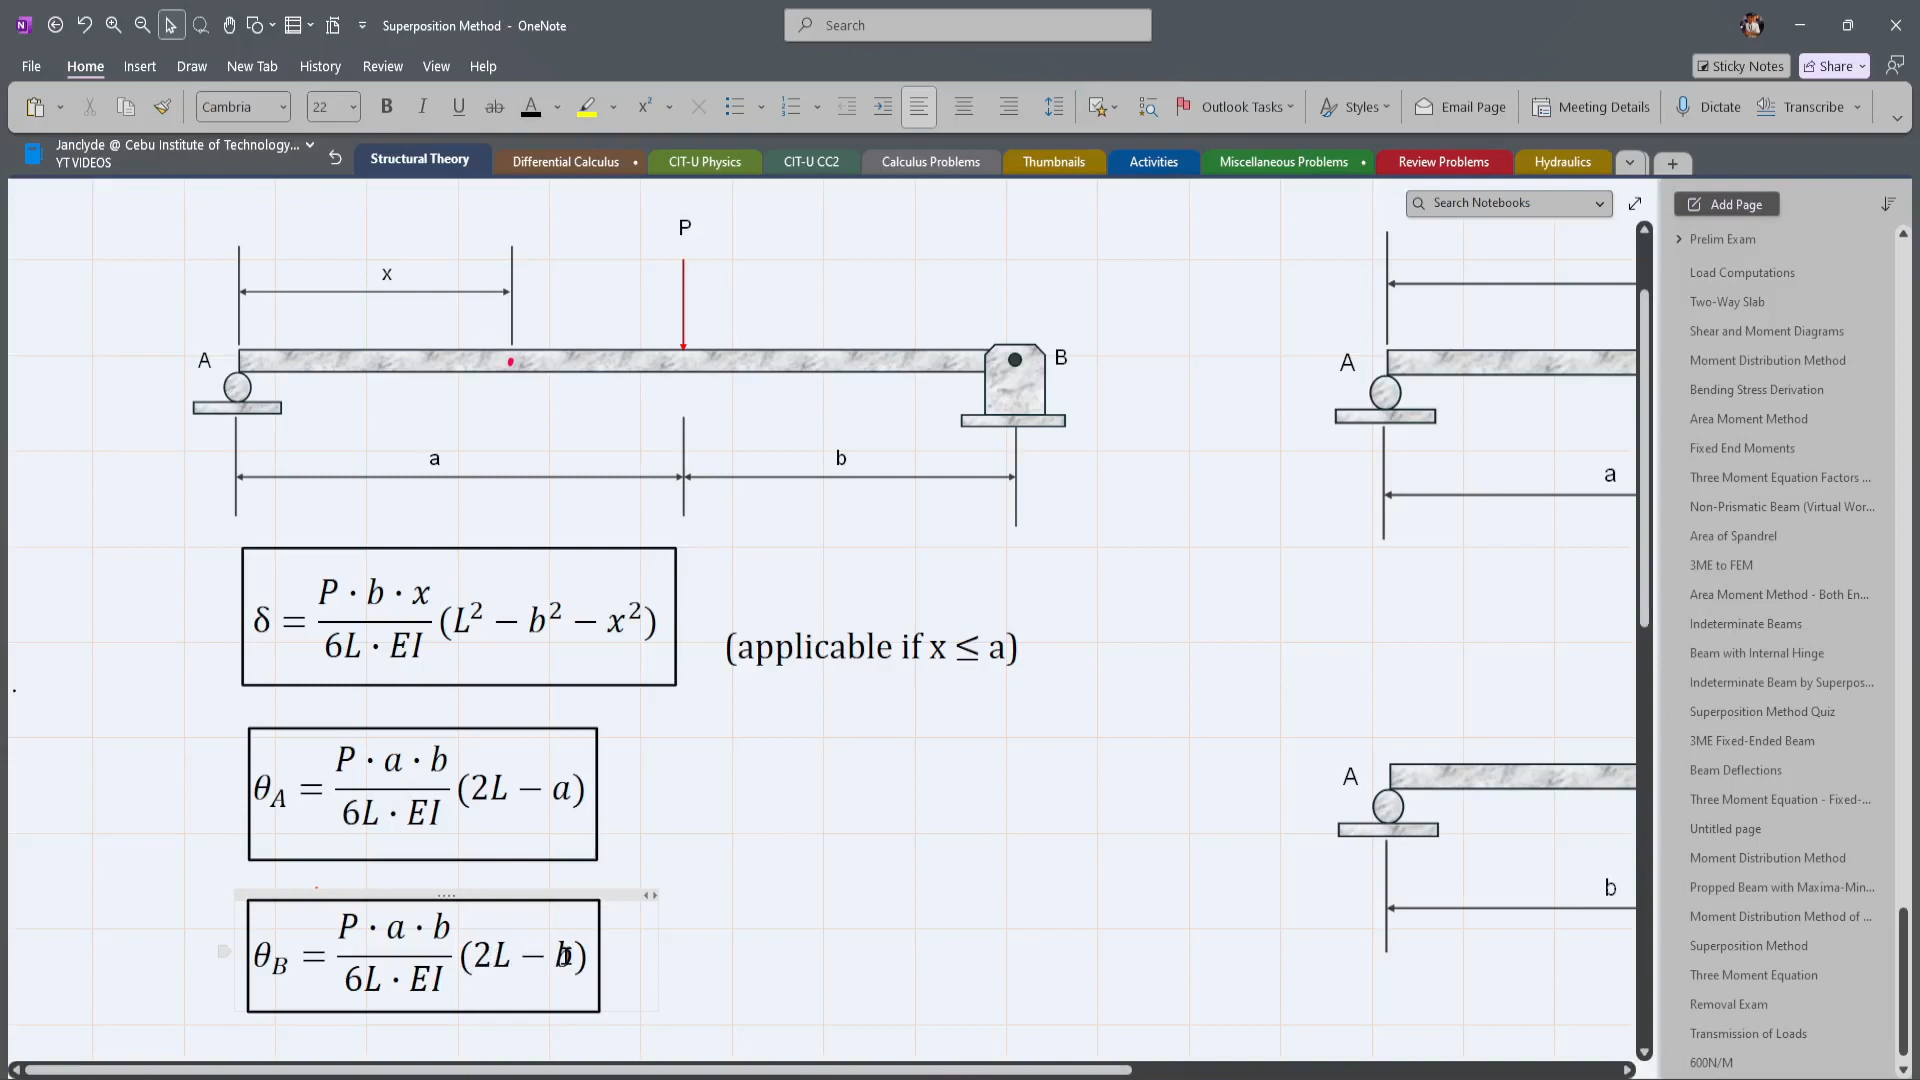 Superposition Method - OneNote
Search
File Home Insert Draw New Tab History Review View Help
Sticky Notes Share
Cambria 22 B I U ab A x² Outlook Tasks Styles Email Page Meeting Details Dictate Transcribe
Janclyde @ Cebu Institute of Technology...
YT VIDEOS
Structural Theory Differential Calculus CIT-U Physics CIT-U CC2 Calculus Problems Thumbnails Activities Miscellaneous Problems Review Problems Hydraulics
Search Notebooks
Add Page
P
x
A
B
a
b
δ = P · b · x / 6L · EI (L² − b² − x²)
(applicable if x ≤ a)
θ_A = P · a · b / 6L · EI (2L − a)
θ_B = P · a · b / 6L · EI (2L − b)
A
a
A
b
Prelim Exam
Load Computations
Two-Way Slab
Shear and Moment Diagrams
Moment Distribution Method
Bending Stress Derivation
Area Moment Method
Fixed End Moments
Three Moment Equation Factors ...
Non-Prismatic Beam (Virtual Wor...
Area of Spandrel
3ME to FEM
Area Moment Method - Both En...
Indeterminate Beams
Beam with Internal Hinge
Indeterminate Beam by Superpos...
Superposition Method Quiz
3ME Fixed-Ended Beam
Beam Deflections
Three Moment Equation - Fixed-...
Untitled page
Moment Distribution Method
Propped Beam with Maxima-Min...
Moment Distribution Method of ...
Superposition Method
Three Moment Equation
Removal Exam
Transmission of Loads
600N/M